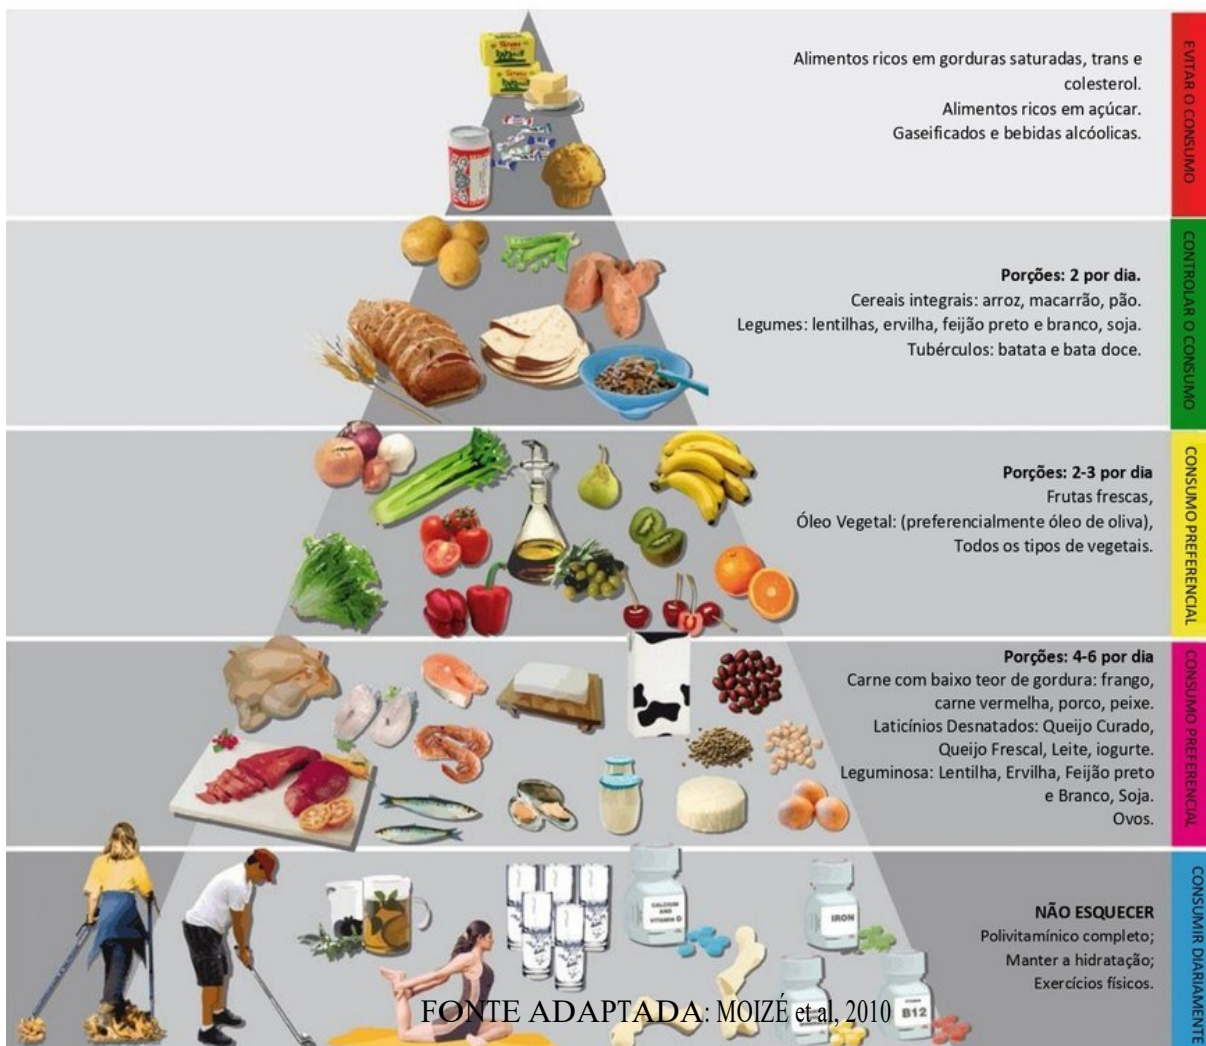 Alimentos ricos em gorduras saturadas, trans e
colesterol.
Alimentos ricos em açúcar.
Gaseificados e bebidas alcóolicas.
EVITAR O CONSUMO
Porções: 2 por dia.
Cereais integrais: arroz, macarrão, pão.
Legumes: lentilhas, ervilha, feijão preto e branco, soja.
Tubérculos: batata e bata doce.
CONTROLAR O CONSUMO
Porções: 2-3 por dia
Frutas frescas,
Óleo Vegetal: (preferencialmente óleo de oliva),
Todos os tipos de vegetais.
CONSUMO PREFERENCIAL
Porções: 4-6 por dia
Carne com baixo teor de gordura: frango,
carne vermelha, porco, peixe.
Laticínios Desnatados: Queijo Curado,
Queijo Frescal, Leite, iogurte.
Leguminosa: Lentilha, Ervilha, Feijão preto
e Branco, Soja.
Ovos.
CONSUMO PREFERENCIAL
CALCIUM
AND
VITAMIN D
IRON
NÃO ESQUECER
Polivitamínico completo;
Manter a hidratação;
Exercícios físicos.
CONSUMIR DIARIAMENTE
B12
FONTE ADAPTADA: MOIZÉ et al, 2010